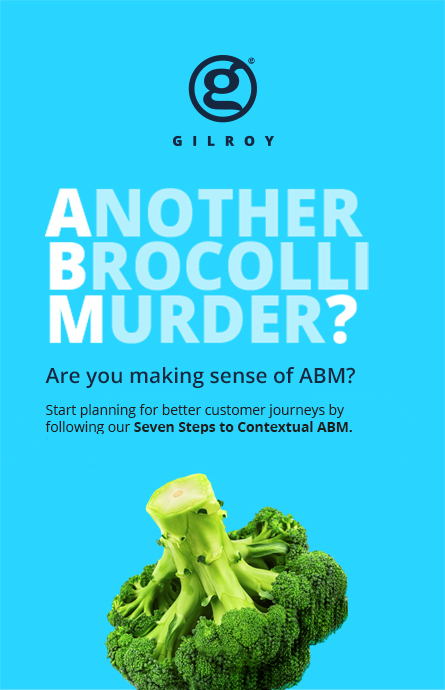 g®
GILROY
ANOTHER
BROCOLLI
MURDER?
Are you making sense of ABM?
Start planning for better customer journeys by
following our Seven Steps to Contextual ABM.